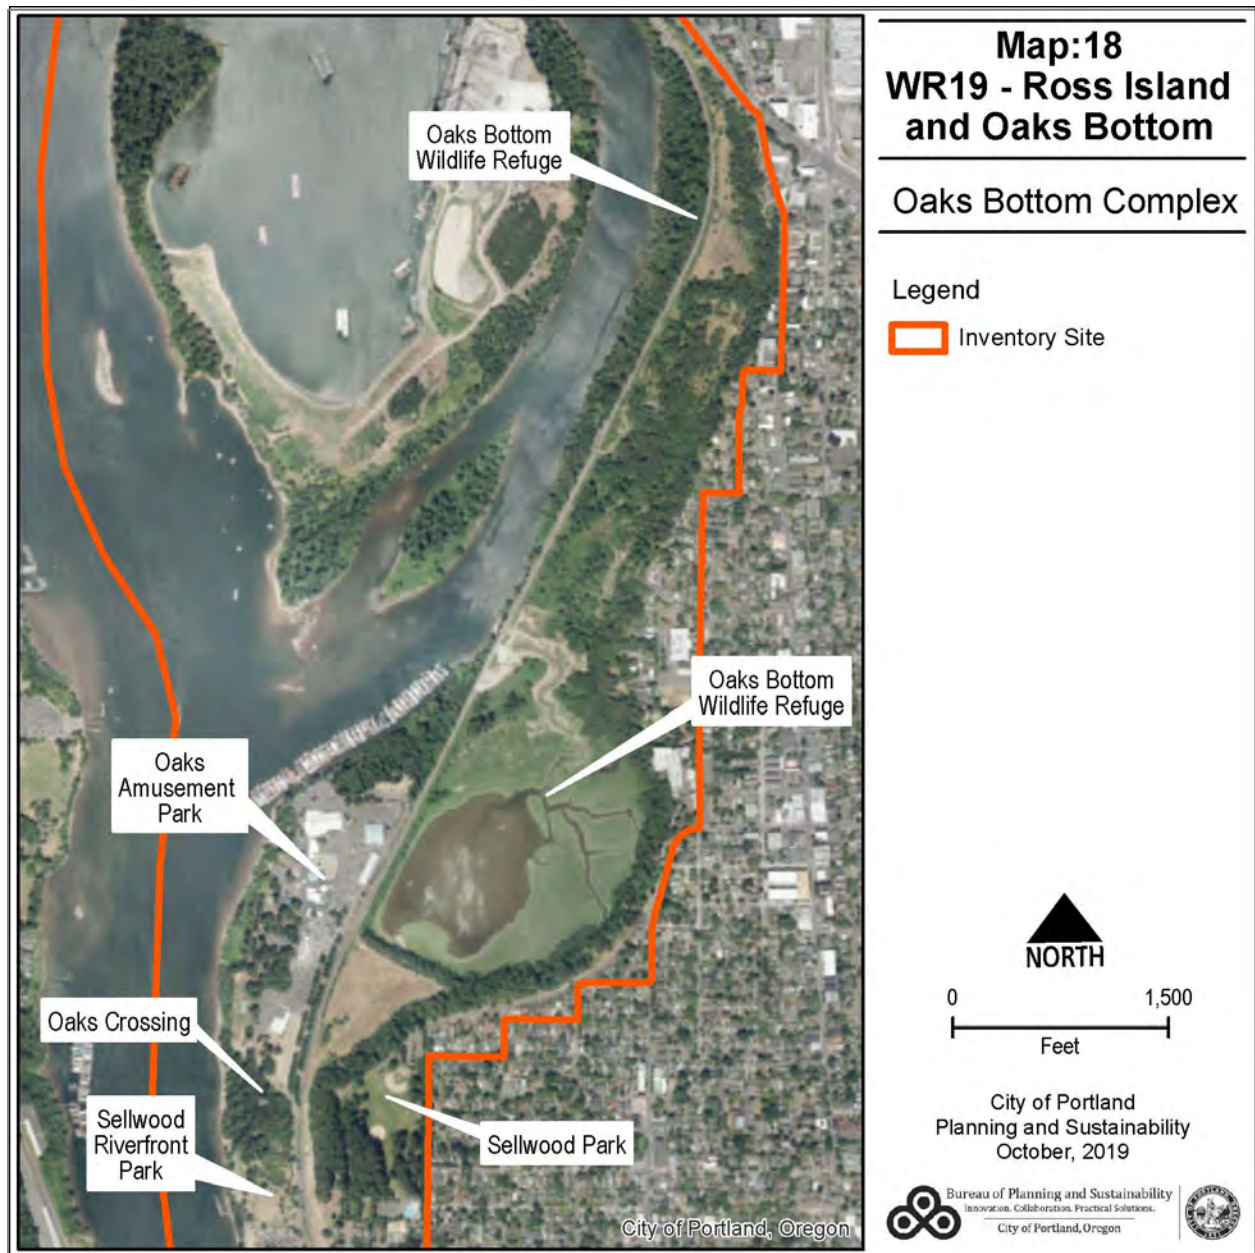 Map:18
WR19 - Ross Island
and Oaks Bottom
Oaks Bottom Complex
Legend
Inventory Site
Oaks Bottom
Wildlife Refuge
Oaks Bottom
Wildlife Refuge
Oaks
Amusement
Park
Oaks Crossing
Sellwood
Riverfront
Park
Sellwood Park
City of Portland, Oregon
NORTH
0 1,500
Feet
City of Portland
Planning and Sustainability
October, 2019
Bureau of Planning and Sustainability
Innovation. Collaboration. Practical Solutions.
City of Portland, Oregon